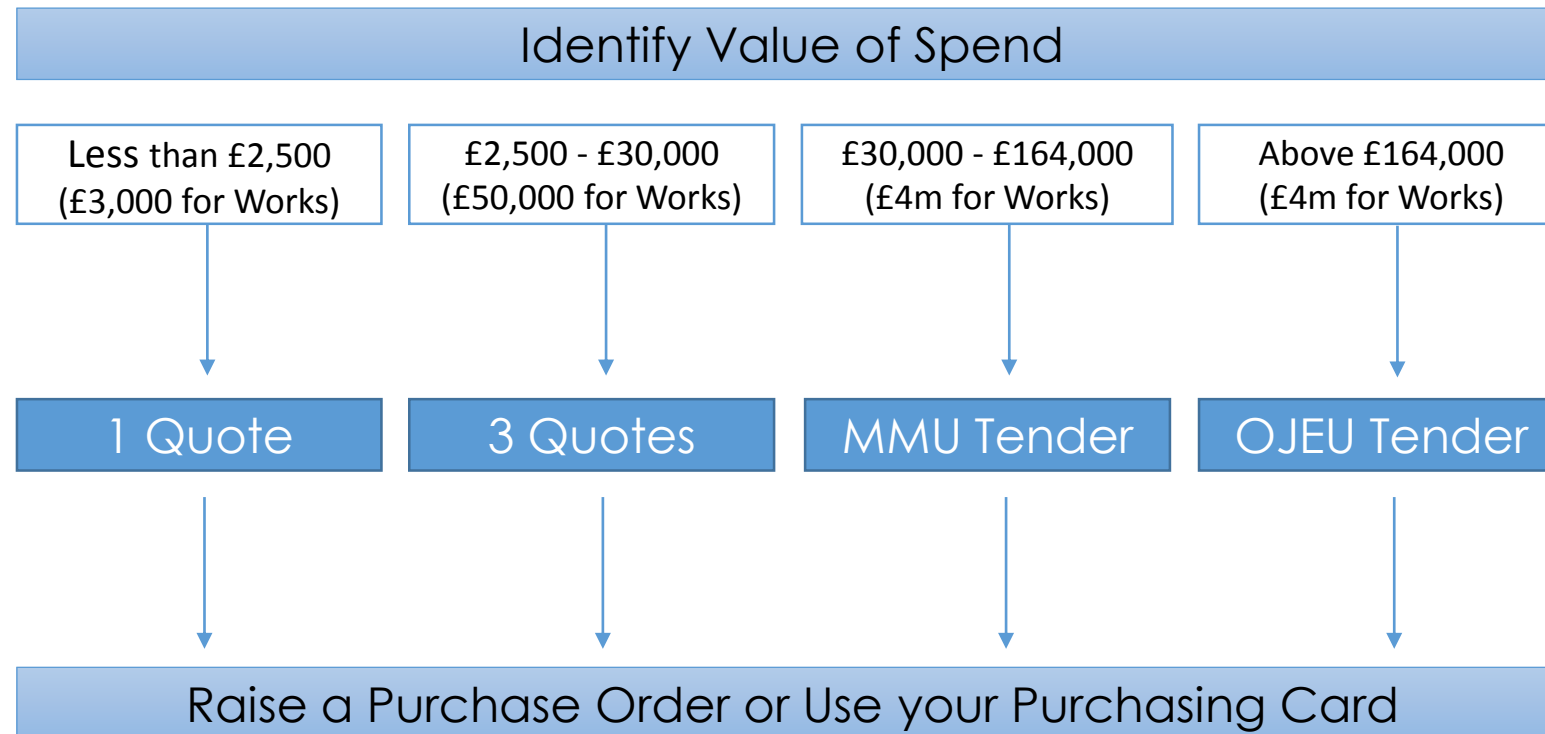 Identify Value of Spend
Less than £2,500
(£3,000 for Works)
£2,500 - £30,000
(£50,000 for Works)
£30,000 - £164,000
(£4m for Works)
Above £164,000
(£4m for Works)
1 Quote
3 Quotes
MMU Tender
OJEU Tender
Raise a Purchase Order or Use your Purchasing Card